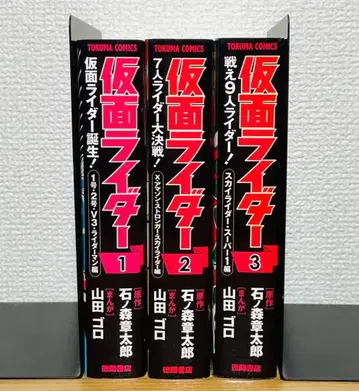 TOKUMA COMICS
仮面ライダー
1
仮面ライダー誕生!
1号・2号・V3・ライダーマン編
[原作]
石ノ森章太郎
[まんが]
山田ゴロ
徳間書店
TOKUMA COMICS
仮面ライダー
2
7人ライダー大決戦!
X・アマゾン・ストロンガー・スカイライダー編
[原作]
石ノ森章太郎
[まんが]
山田ゴロ
徳間書店
TOKUMA COMICS
仮面ライダー
3
戦え9人ライダー!
スカイライダー・スーパー1編
[原作]
石ノ森章太郎
[まんが]
山田ゴロ
徳間書店